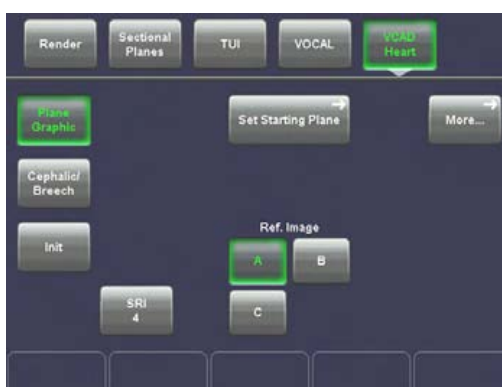 Render
Sectional
Planes
TUI
VOCAL
VCAD
Heart
Plane
Graphic
Set Starting Plane
More...
Cephalic/
Breech
Init
Ref. Image
A
B
SRI
4
C